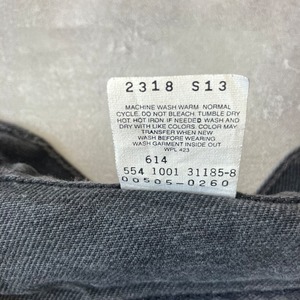 2318 S13
MACHINE WASH WARM NORMAL
CYCLE. DO NOT BLEACH. TUMBLE DRY
HOT. HOT IRON. IF NEEDED WASH AND
DRY WITH LIKE COLORS. COLOR MAY
TRANSFER WHEN NEW
WASH BEFORE WEARING
WASH GARMENT INSIDE OUT
WPL 423
614
554 1001 31185-8
00505-0260